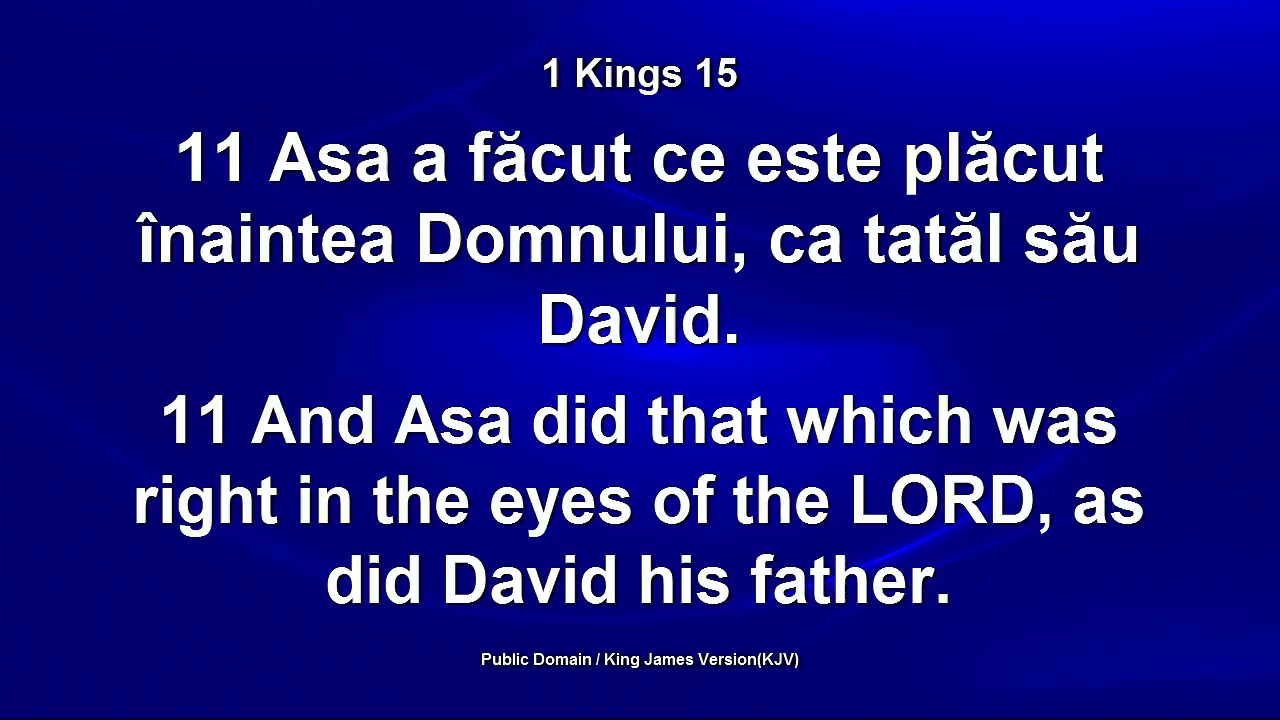 1 Kings 15
11 Asa a făcut ce este plăcut
înaintea Domnului, ca tatăl său
David.
11 And Asa did that which was
right in the eyes of the LORD, as
did David his father.
Public Domain / King James Version(KJV)